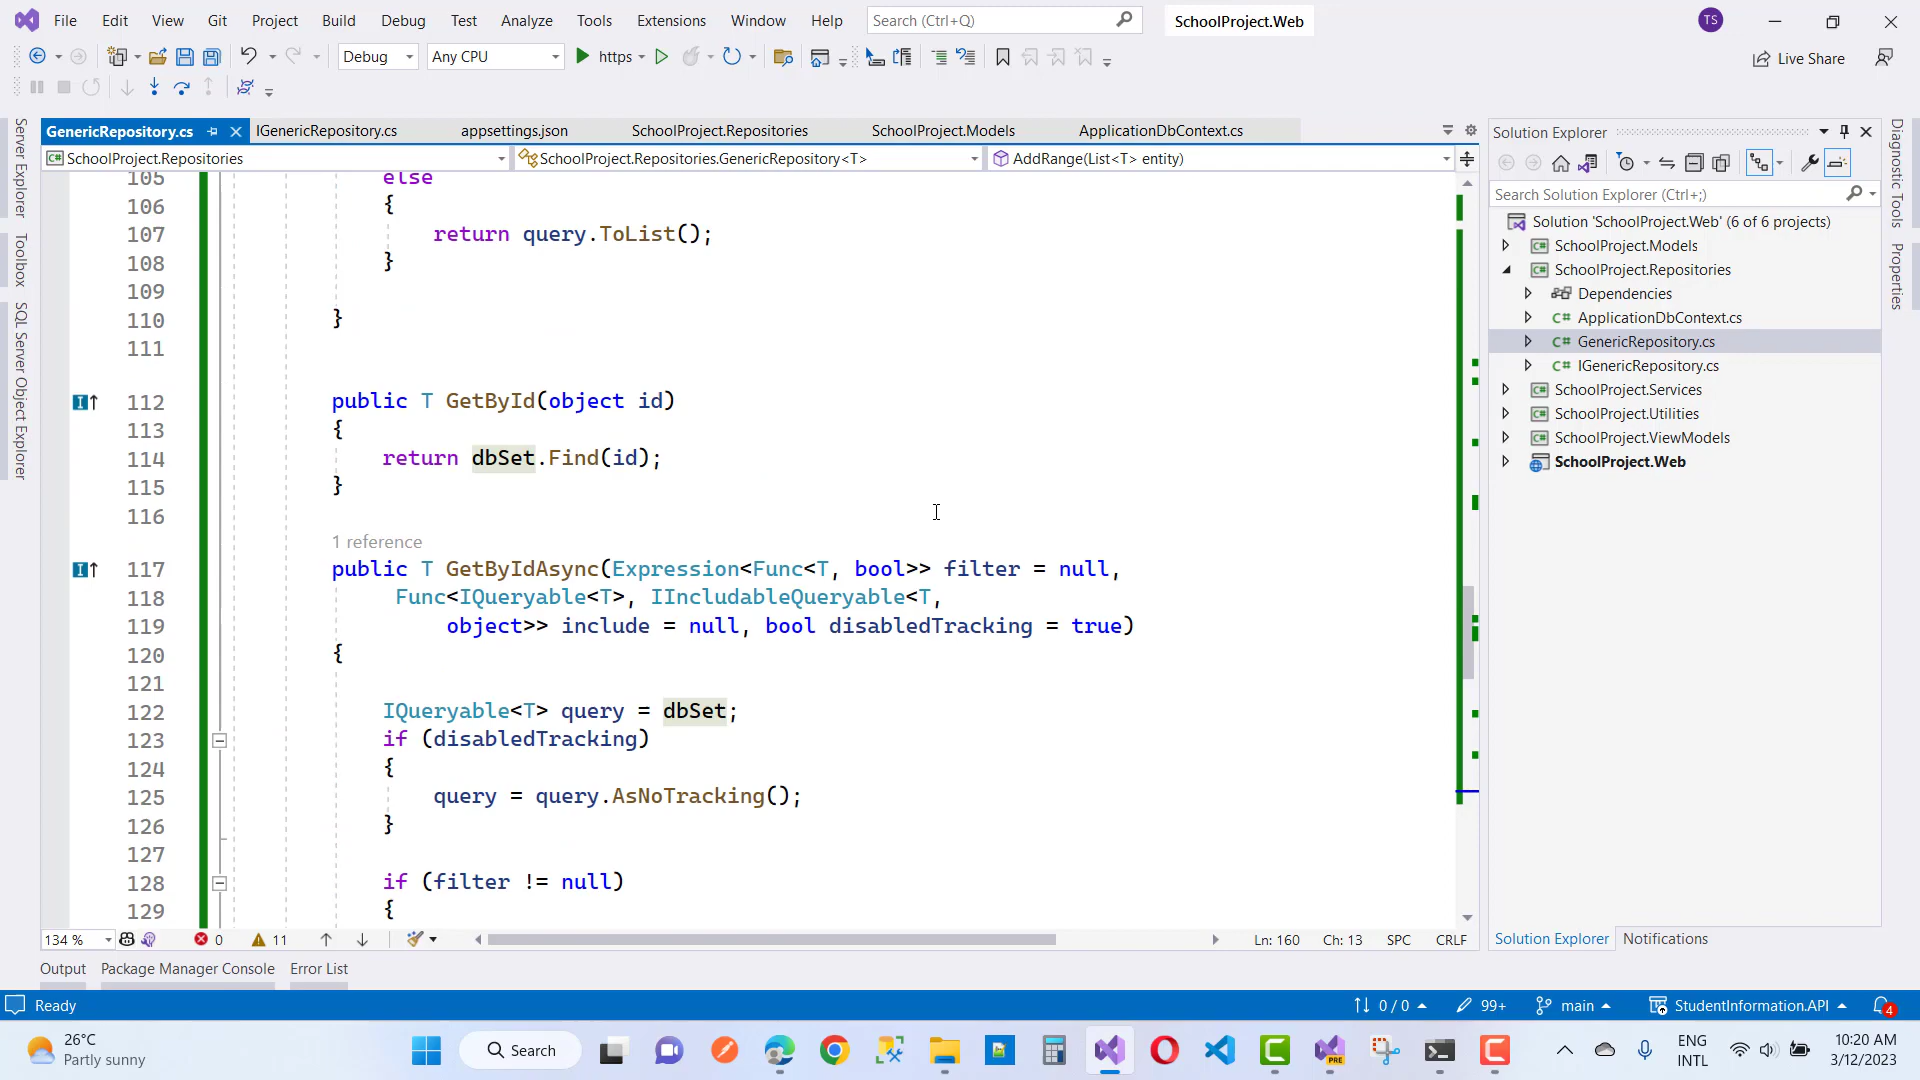 File Edit View Git Project Build Debug Test Analyze Tools Extensions Window Help Search (Ctrl+Q) SchoolProject.Web TS
Debug Any CPU https Live Share
GenericRepository.cs IGenericRepository.cs appsettings.json SchoolProject.Repositories SchoolProject.Models ApplicationDbContext.cs
SchoolProject.Repositories SchoolProject.Repositories.GenericRepository<T> AddRange(List<T> entity)
Server Explorer
Toolbox
SQL Server Object Explorer
105 else
106 {
107 return query.ToList();
108 }
109
110 }
111
112 public T GetById(object id)
113 {
114 return dbSet.Find(id);
115 }
116
1 reference
117 public T GetByIdAsync(Expression<Func<T, bool>> filter = null,
118 Func<IQueryable<T>, IIncludableQueryable<T,
119 object>> include = null, bool disabledTracking = true)
120 {
121
122 IQueryable<T> query = dbSet;
123 if (disabledTracking)
124 {
125 query = query.AsNoTracking();
126 }
127
128 if (filter != null)
129 {
134 % 0 11 Ln: 160 Ch: 13 SPC CRLF
Solution Explorer
Search Solution Explorer (Ctrl+;)
Solution 'SchoolProject.Web' (6 of 6 projects)
C# SchoolProject.Models
C# SchoolProject.Repositories
Dependencies
C# ApplicationDbContext.cs
C# GenericRepository.cs
C# IGenericRepository.cs
C# SchoolProject.Services
C# SchoolProject.Utilities
C# SchoolProject.ViewModels
SchoolProject.Web
Solution Explorer Notifications
Diagnostic Tools
Properties
Output Package Manager Console Error List
Ready 0 / 0 99+ main StudentInformation.API 4
26°C
Partly sunny
Search
PRE
ENG
INTL
10:20 AM
3/12/2023